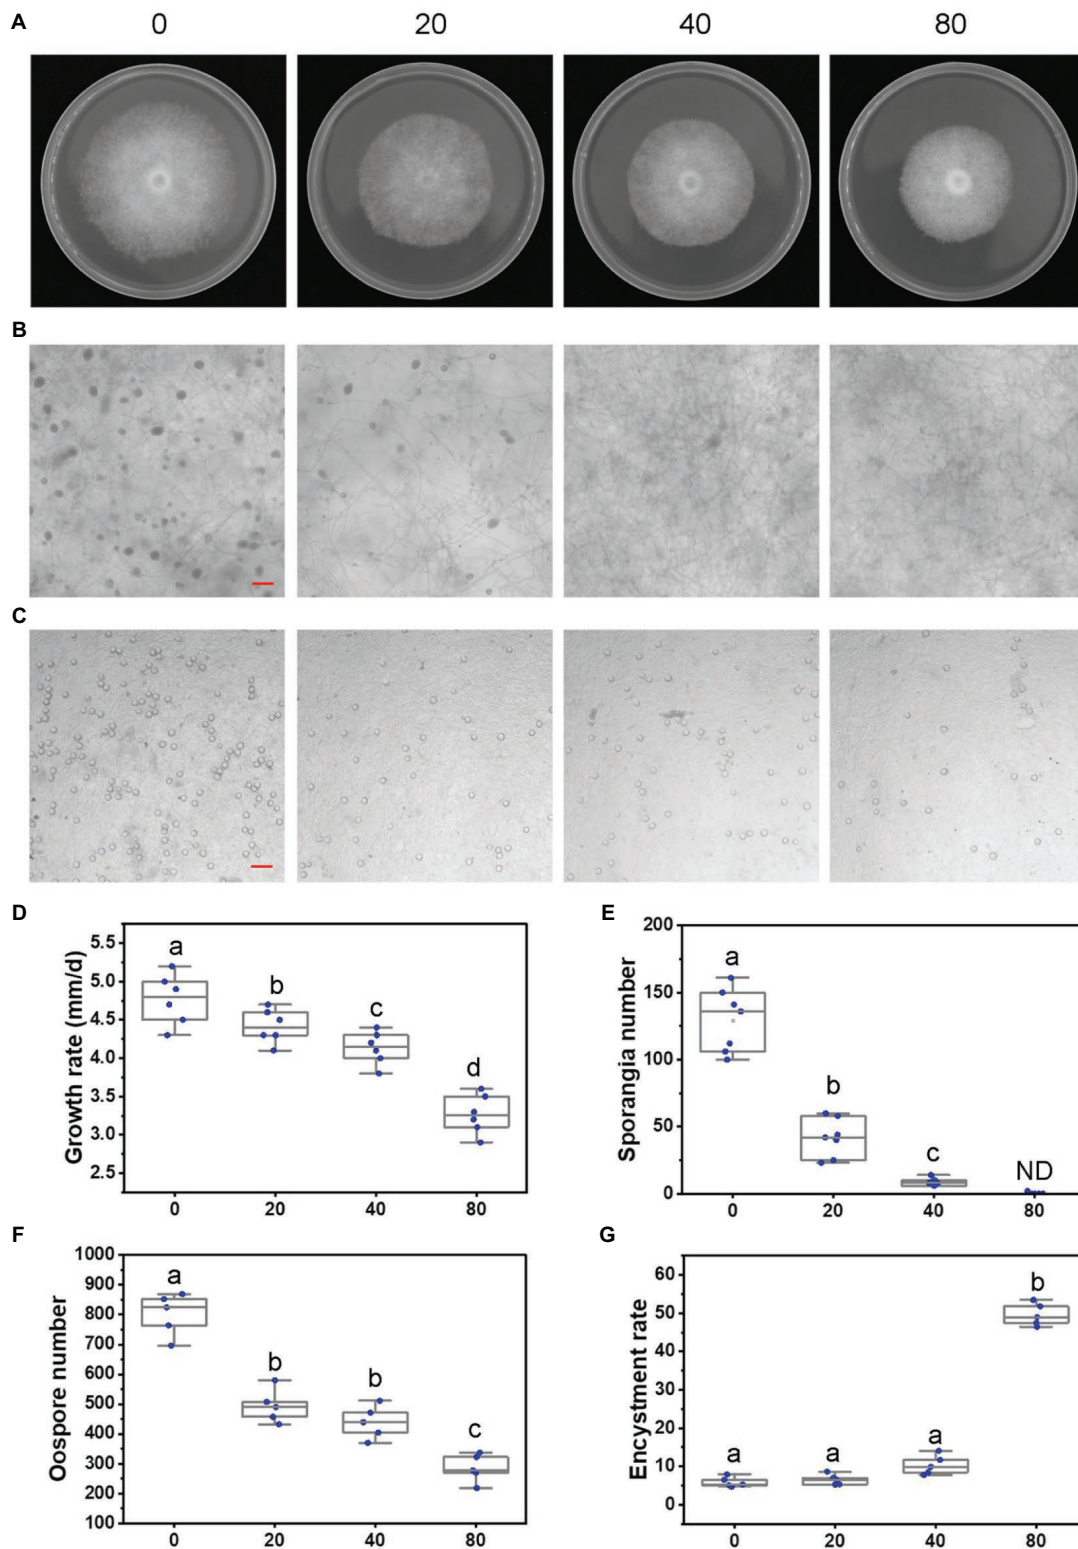 A
0 20 40 80
B
C
D
Growth rate (mm/d)
5.5
5.0
4.5
4.0
3.5
3.0
2.5
a
b
c
d
0 20 40 80
E
Sporangia number
200
150
100
50
0
a
b
c
ND
0 20 40 80
F
Oospore number
1000
900
800
700
600
500
400
300
200
100
a
b
b
c
0 20 40 80
G
Encystment rate
60
50
40
30
20
10
0
a
a
a
b
0 20 40 80